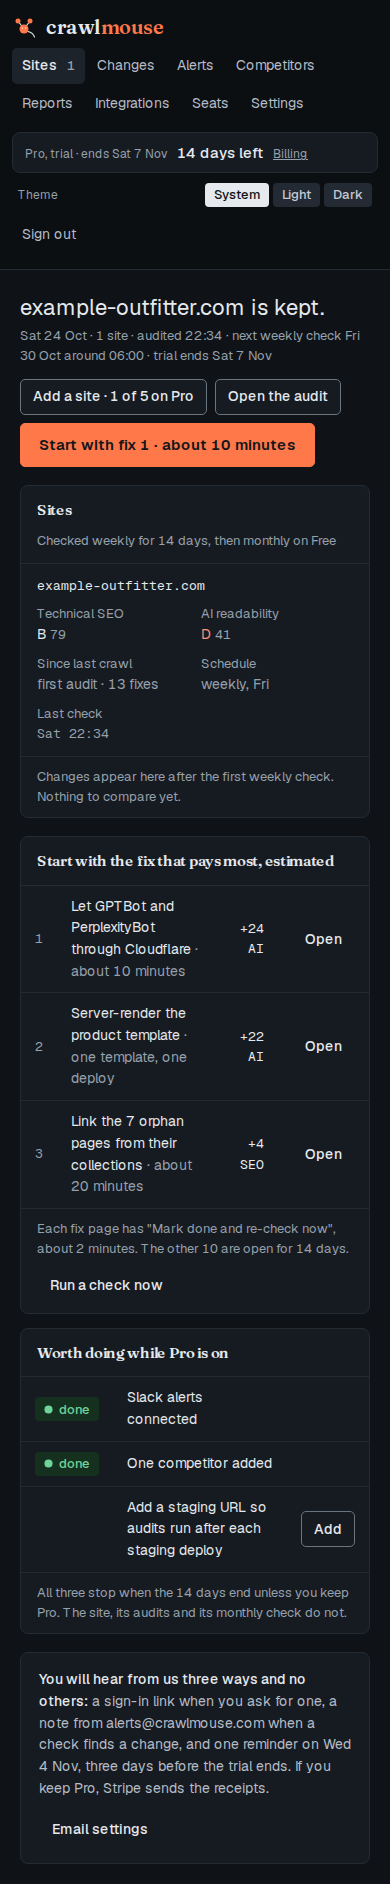 crawlmouse
Sites 1 Changes Alerts Competitors
Reports Integrations Seats Settings
Pro, trial · ends Sat 7 Nov 14 days left Billing
Theme System Light Dark
Sign out
example-outfitter.com is kept.
Sat 24 Oct · 1 site · audited 22:34 · next weekly check Fri
30 Oct around 06:00 · trial ends Sat 7 Nov
Add a site · 1 of 5 on Pro Open the audit
Start with fix 1 · about 10 minutes
Sites
Checked weekly for 14 days, then monthly on Free
example-outfitter.com
Technical SEO AI readability
B 79 D 41
Since last crawl Schedule
first audit · 13 fixes weekly, Fri
Last check
Sat 22:34
Changes appear here after the first weekly check.
Nothing to compare yet.
Start with the fix that pays most, estimated
Let GPTBot and
PerplexityBot
1 through Cloudflare · +24 AI Open
about 10 minutes
Server-render the
product template ·
2 one template, one +22 AI Open
deploy
Link the 7 orphan
pages from their
3 collections · about +4 SEO Open
20 minutes
Each fix page has "Mark done and re-check now",
about 2 minutes. The other 10 are open for 14 days.
Run a check now
Worth doing while Pro is on
done Slack alerts
connected
done One competitor added
Add a staging URL so
audits run after each Add
staging deploy
All three stop when the 14 days end unless you keep
Pro. The site, its audits and its monthly check do not.
You will hear from us three ways and no
others: a sign-in link when you ask for one, a
note from alerts@crawlmouse.com when a
check finds a change, and one reminder on Wed
4 Nov, three days before the trial ends. If you
keep Pro, Stripe sends the receipts.
Email settings